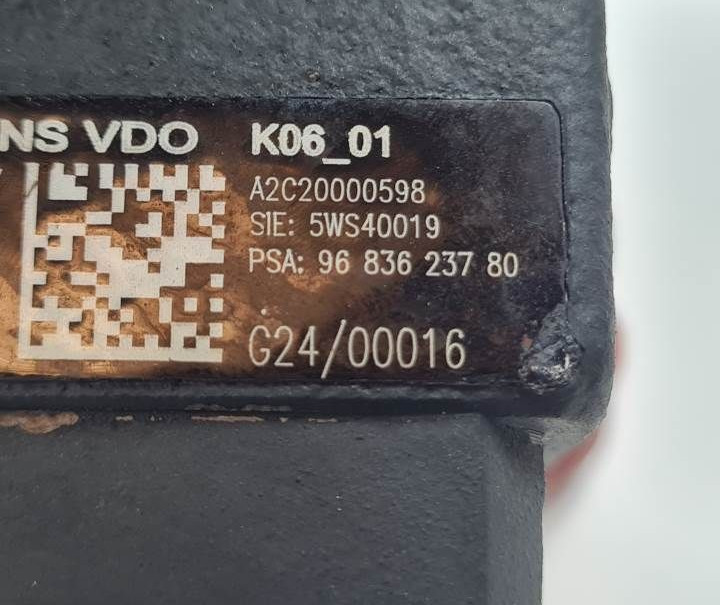 NS VDO K06_01
A2C20000598
SIE: 5WS40019
PSA: 96 836 237 80
G24/00016